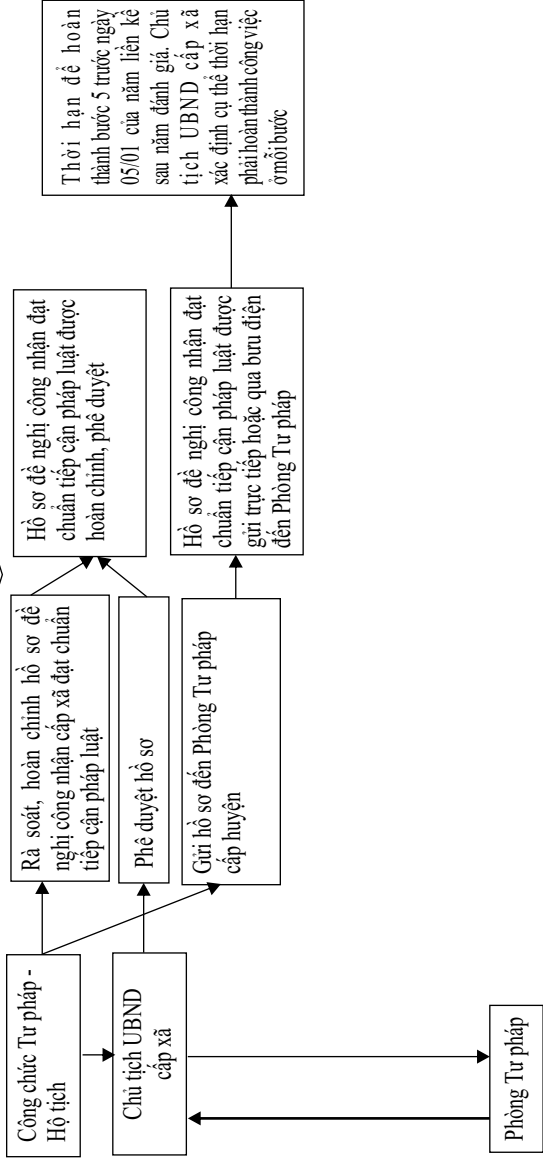 Công chức Tư pháp -
Hộ tịch
Rà soát, hoàn chỉnh hồ sơ đề
nghị công nhận cấp xã đạt chuẩn
tiếp cận pháp luật
Hồ sơ đề nghị công nhận đạt
chuẩn tiếp cận pháp luật được
hoàn chỉnh, phê duyệt
Thời hạn để hoàn
thành bước 5 trước ngày
05/01 của năm liền kề
sau năm đánh giá. Chủ
tịch UBND cấp xã
xác định cụ thể thời hạn
phải hoàn thành công việc
ở mỗi bước
Chủ tịch UBND
cấp xã
Phê duyệt hồ sơ
Gửi hồ sơ đến Phòng Tư pháp
cấp huyện
Hồ sơ đề nghị công nhận đạt
chuẩn tiếp cận pháp luật được
gửi trực tiếp hoặc qua bưu điện
đến Phòng Tư pháp
Phòng Tư pháp